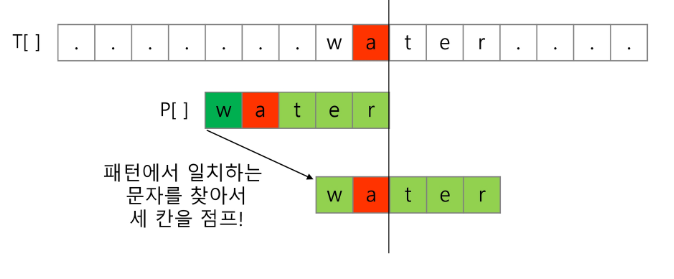 T[ ] . . . . . . . w a t e r . . . .
P[ ] w a t e r
패턴에서 일치하는
문자를 찾아서
세 칸을 점프!
w a t e r